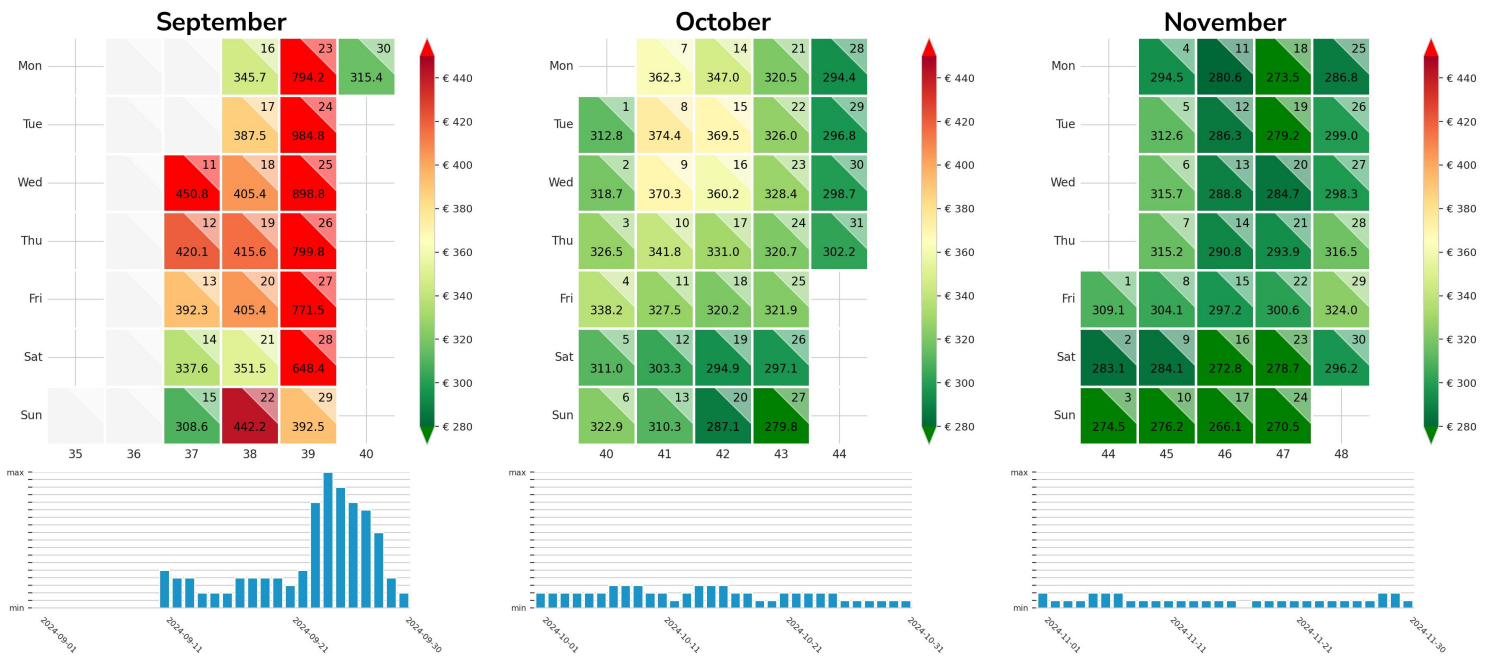 September October November
16 23 30 7 14 21 28 4 11 18 25
Mon 345.7 794.2 315.4 € 440 Mon 362.3 347.0 320.5 294.4 € 440 Mon 294.5 280.6 273.5 286.8 € 440
17 24 1 8 15 22 29 5 12 19 26
€ 420 € 420 € 420
Tue 387.5 984.8 Tue 312.8 374.4 369.5 326.0 296.8 Tue 312.6 286.3 279.2 299.0
11 18 25 2 9 16 23 30 6 13 20 27
€ 400 € 400 € 400
Wed 450.8 405.4 898.8 Wed 318.7 370.3 360.2 328.4 298.7 Wed 315.7 288.8 284.7 298.3
€ 380 € 380 € 380
12 19 26 3 10 17 24 31 7 14 21 28
Thu 420.1 415.6 799.8 Thu 326.5 341.8 331.0 320.7 302.2 Thu 315.2 290.8 293.9 316.5
€ 360 € 360 € 360
13 20 27 4 11 18 25 1 8 15 22 29
Fri 392.3 405.4 771.5 € 340 Fri 338.2 327.5 320.2 321.9 € 340 Fri 309.1 304.1 297.2 300.6 324.0 € 340
€ 320 € 320 € 320
14 21 28 5 12 19 26 2 9 16 23 30
Sat 337.6 351.5 648.4 Sat 311.0 303.3 294.9 297.1 Sat 283.1 284.1 272.8 278.7 296.2
€ 300 € 300 € 300
15 22 29 6 13 20 27 3 10 17 24
Sun 308.6 442.2 392.5 € 280 Sun 322.9 310.3 287.1 279.8 € 280 Sun 274.5 276.2 266.1 270.5 € 280
35 36 37 38 39 40 40 41 42 43 44 44 45 46 47 48
max max max
min min min
2024-09-01 2024-09-11 2024-09-21 2024-09-30 2024-10-01 2024-10-11 2024-10-21 2024-10-31 2024-11-01 2024-11-11 2024-11-21 2024-11-30